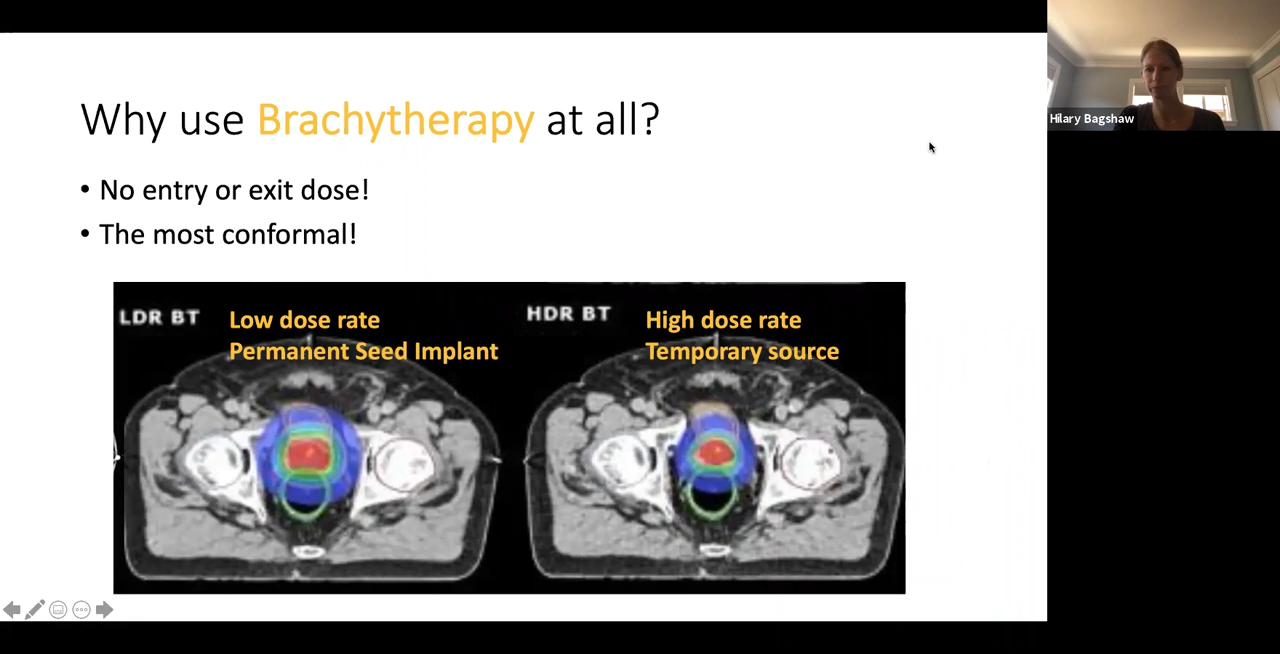 Why use Brachytherapy at all?
• No entry or exit dose!
• The most conformal!
LDR BT
Low dose rate
Permanent Seed Implant
HDR BT
High dose rate
Temporary source
Hilary Bagshaw